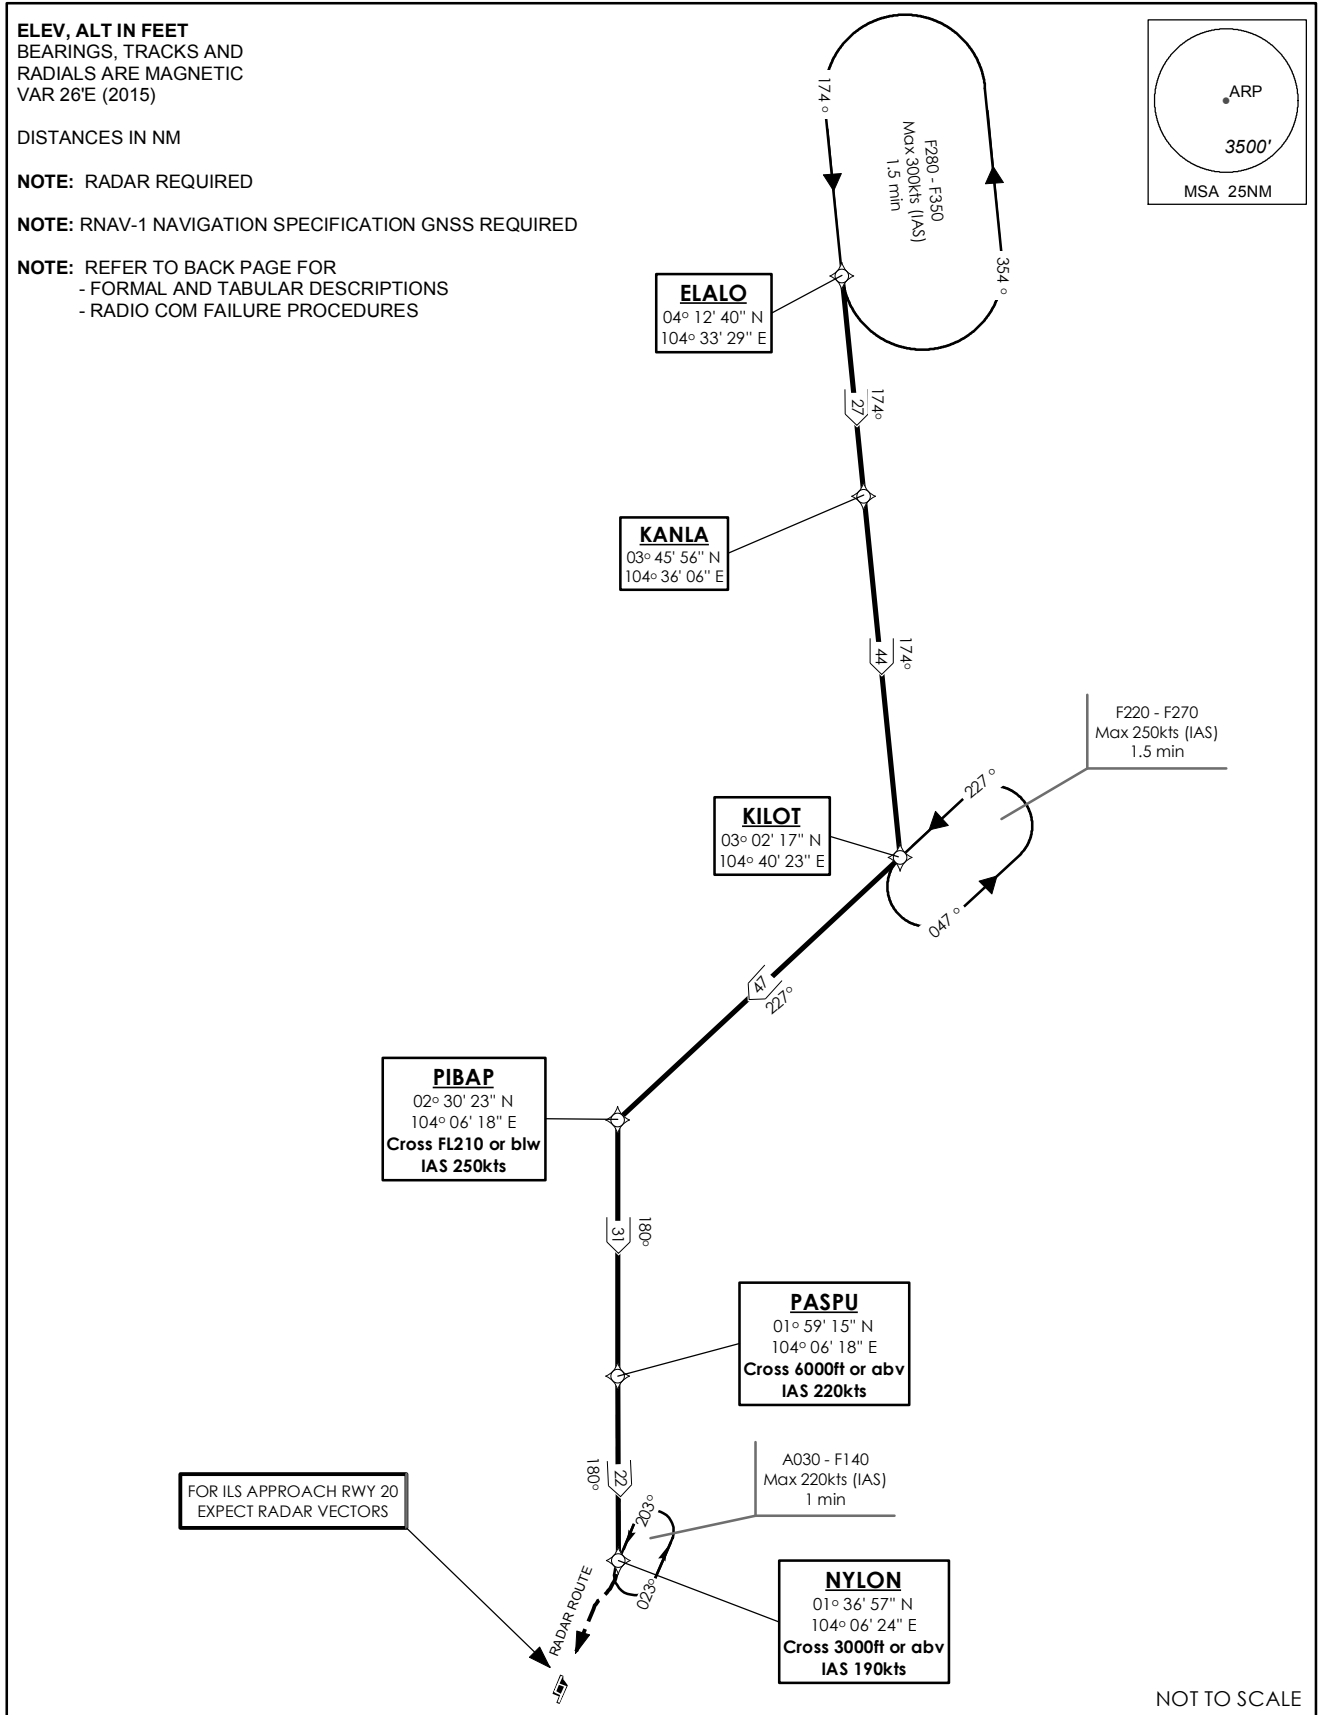 ELEV, ALT IN FEET
BEARINGS, TRACKS AND
RADIALS ARE MAGNETIC
VAR 26'E (2015)
DISTANCES IN NM
NOTE: RADAR REQUIRED
NOTE: RNAV-1 NAVIGATION SPECIFICATION GNSS REQUIRED
NOTE: REFER TO BACK PAGE FOR
- FORMAL AND TABULAR DESCRIPTIONS
- RADIO COM FAILURE PROCEDURES
ARP
3500'
MSA 25NM
174°
F280 - F350
Max 300kts (IAS)
1.5 min
354°
ELALO
04° 12' 40" N
104° 33' 29" E
174°
27
KANLA
03° 45' 56" N
104° 36' 06" E
174°
44
F220 - F270
Max 250kts (IAS)
1.5 min
227°
047°
KILOT
03° 02' 17" N
104° 40' 23" E
47
227°
PIBAP
02° 30' 23" N
104° 06' 18" E
Cross FL210 or blw
IAS 250kts
31
180°
PASPU
01° 59' 15" N
104° 06' 18" E
Cross 6000ft or abv
IAS 220kts
180°
22
A030 - F140
Max 220kts (IAS)
1 min
203°
023°
FOR ILS APPROACH RWY 20
EXPECT RADAR VECTORS
RADAR ROUTE
NYLON
01° 36' 57" N
104° 06' 24" E
Cross 3000ft or abv
IAS 190kts
NOT TO SCALE